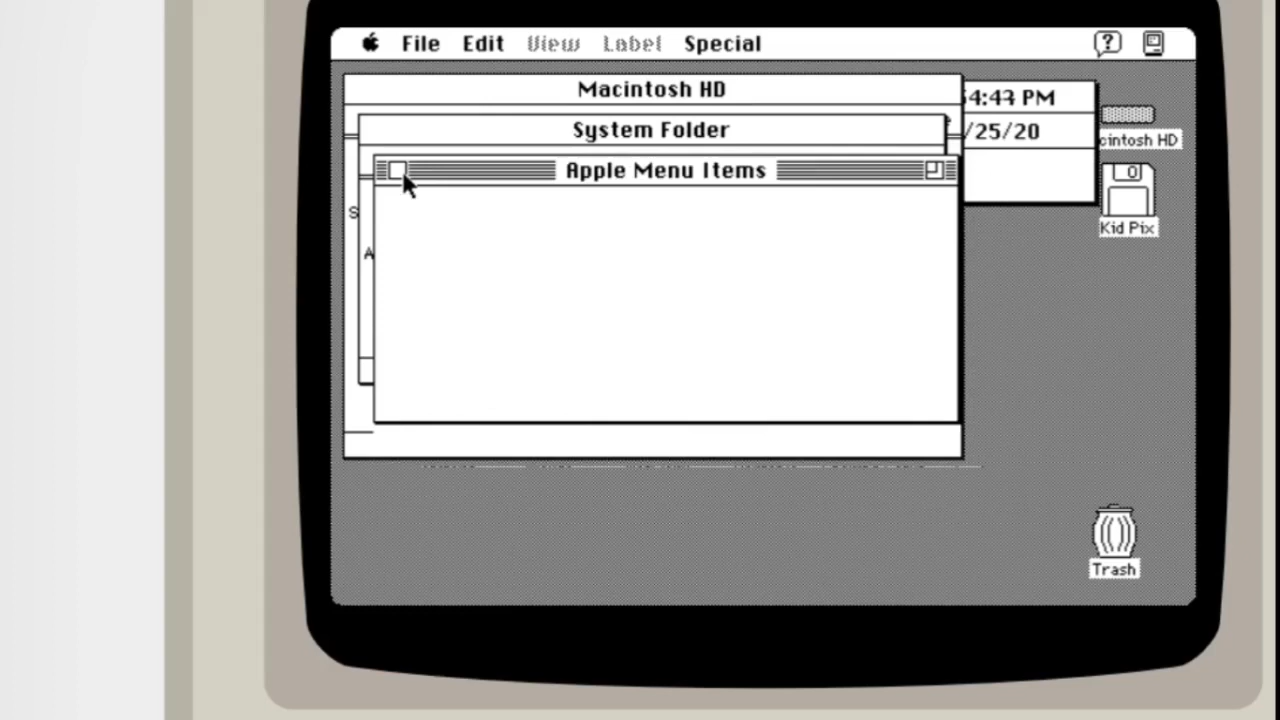 File Edit View Label Special
Macintosh HD
4:43 PM
System Folder
/25/20
cintosh HD
Apple Menu Items
S
Kid Pix
A
Trash